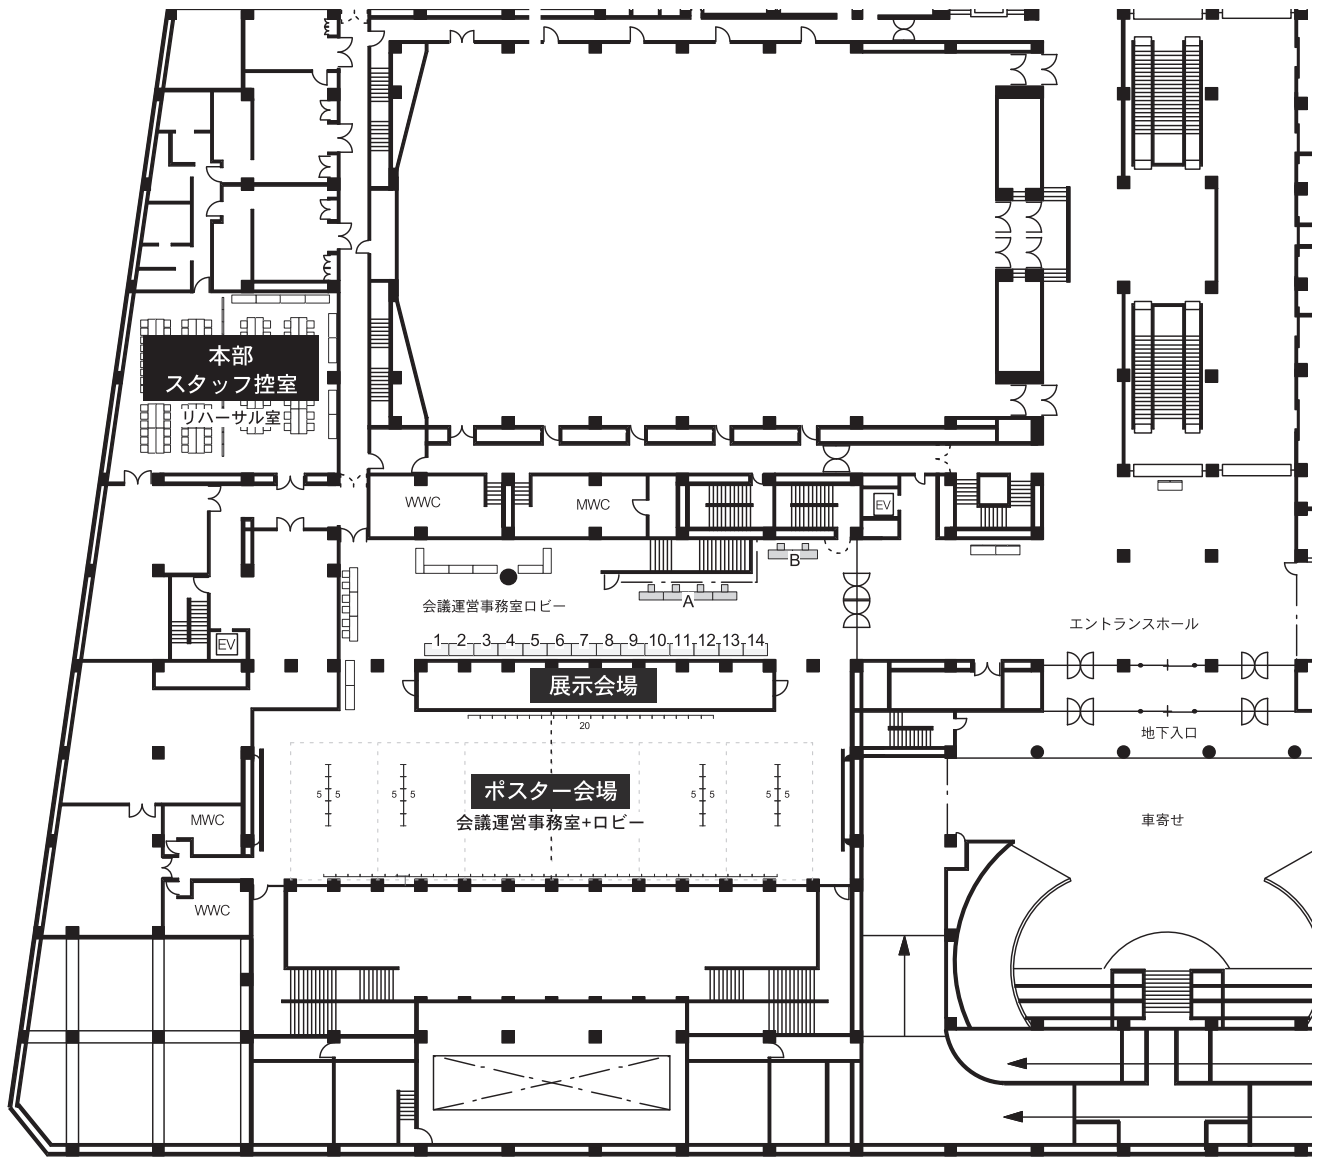 本部
スタッフ控室
リハーサル室
WWC
MWC
EV
B
A
会議運営事務室ロビー
エントランスホール
EV
1 2 3 4 5 6 7 8 9 10 11 12 13 14
展示会場
20
地下入口
ポスター会場
会議運営事務室+ロビー
5 5
5 5
5 5
5 5
車寄せ
MWC
WWC